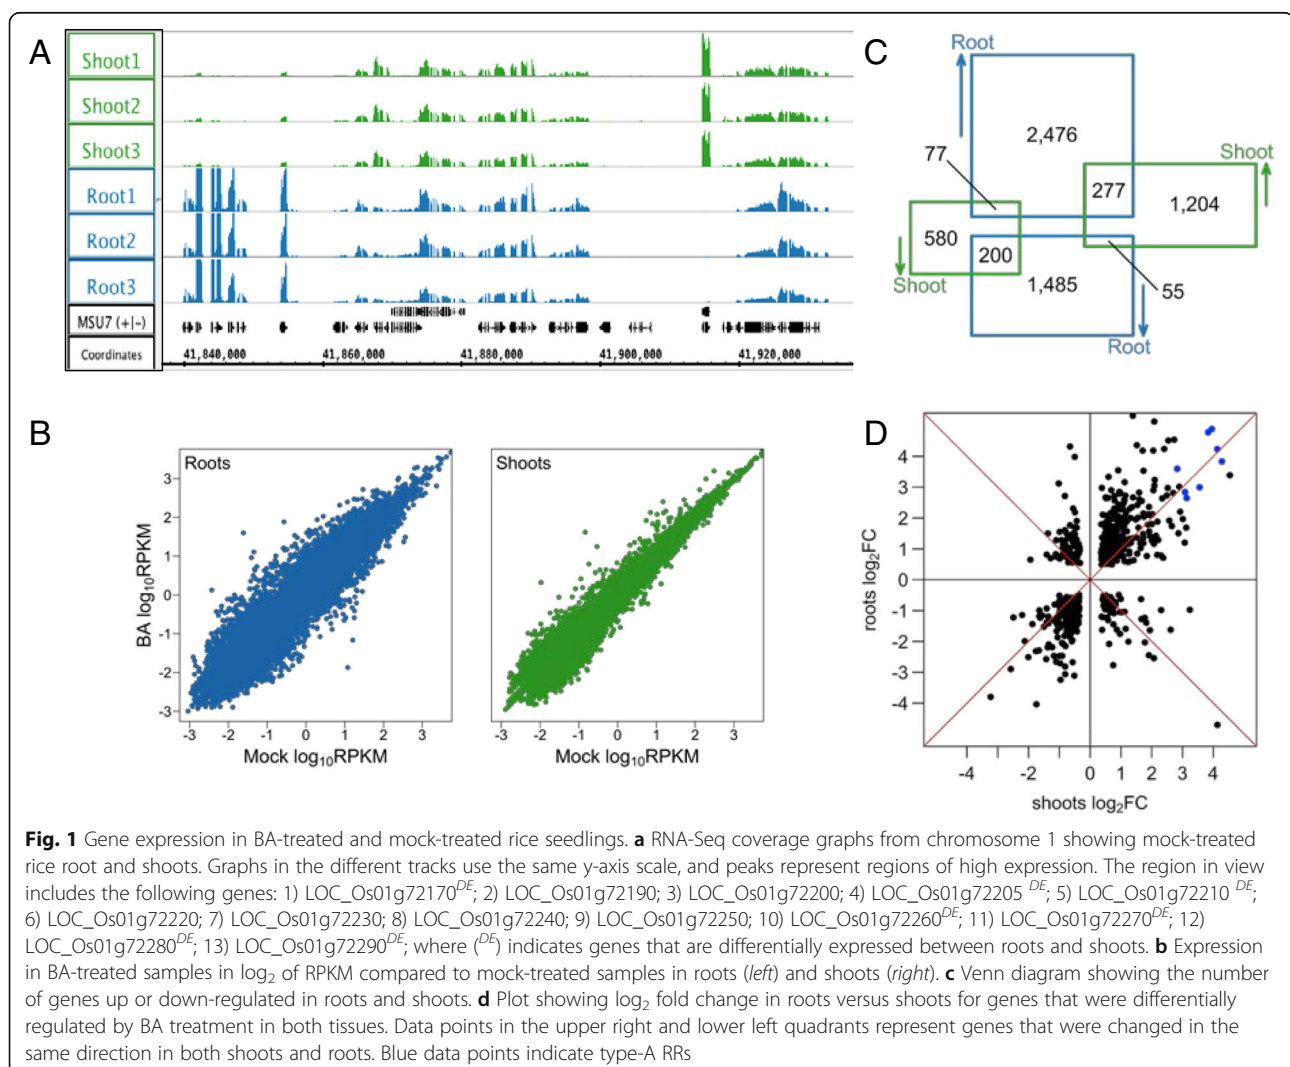 A
Shoot1
Shoot2
Shoot3
Root1
Root2
Root3
MSU7 (+|-)
Coordinates
41,840,000 41,860,000 41,880,000 41,900,000 41,920,000
C
Root
2,476
77
Shoot
277
1,204
580
200
Shoot
1,485
55
Root
B
Roots
BA log10RPKM
3
2
1
0
-1
-2
-3
-3 -2 -1 0 1 2 3
Mock log10RPKM
Shoots
-3 -2 -1 0 1 2 3
Mock log10RPKM
D
roots log2FC
4
3
2
1
0
-1
-2
-3
-4
-4 -2 0 1 2 3 4
shoots log2FC
Fig. 1 Gene expression in BA-treated and mock-treated rice seedlings. a RNA-Seq coverage graphs from chromosome 1 showing mock-treated
rice root and shoots. Graphs in the different tracks use the same y-axis scale, and peaks represent regions of high expression. The region in view
includes the following genes: 1) LOC_Os01g72170DE; 2) LOC_Os01g72190; 3) LOC_Os01g72200; 4) LOC_Os01g72205 DE; 5) LOC_Os01g72210 DE;
6) LOC_Os01g72220; 7) LOC_Os01g72230; 8) LOC_Os01g72240; 9) LOC_Os01g72250; 10) LOC_Os01g72260DE; 11) LOC_Os01g72270DE; 12)
LOC_Os01g72280DE; 13) LOC_Os01g72290DE; where (DE) indicates genes that are differentially expressed between roots and shoots. b Expression
in BA-treated samples in log2 of RPKM compared to mock-treated samples in roots (left) and shoots (right). c Venn diagram showing the number
of genes up or down-regulated in roots and shoots. d Plot showing log2 fold change in roots versus shoots for genes that were differentially
regulated by BA treatment in both tissues. Data points in the upper right and lower left quadrants represent genes that were changed in the
same direction in both shoots and roots. Blue data points indicate type-A RRs